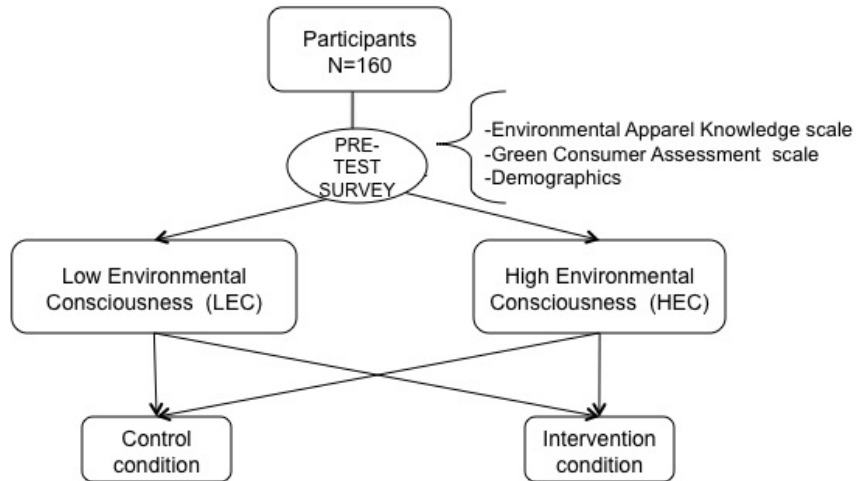 Participants
N=160
PRE-
TEST
SURVEY
-Environmental Apparel Knowledge scale
-Green Consumer Assessment scale
-Demographics
Low Environmental
Consciousness (LEC)
High Environmental
Consciousness (HEC)
Control
condition
Intervention
condition